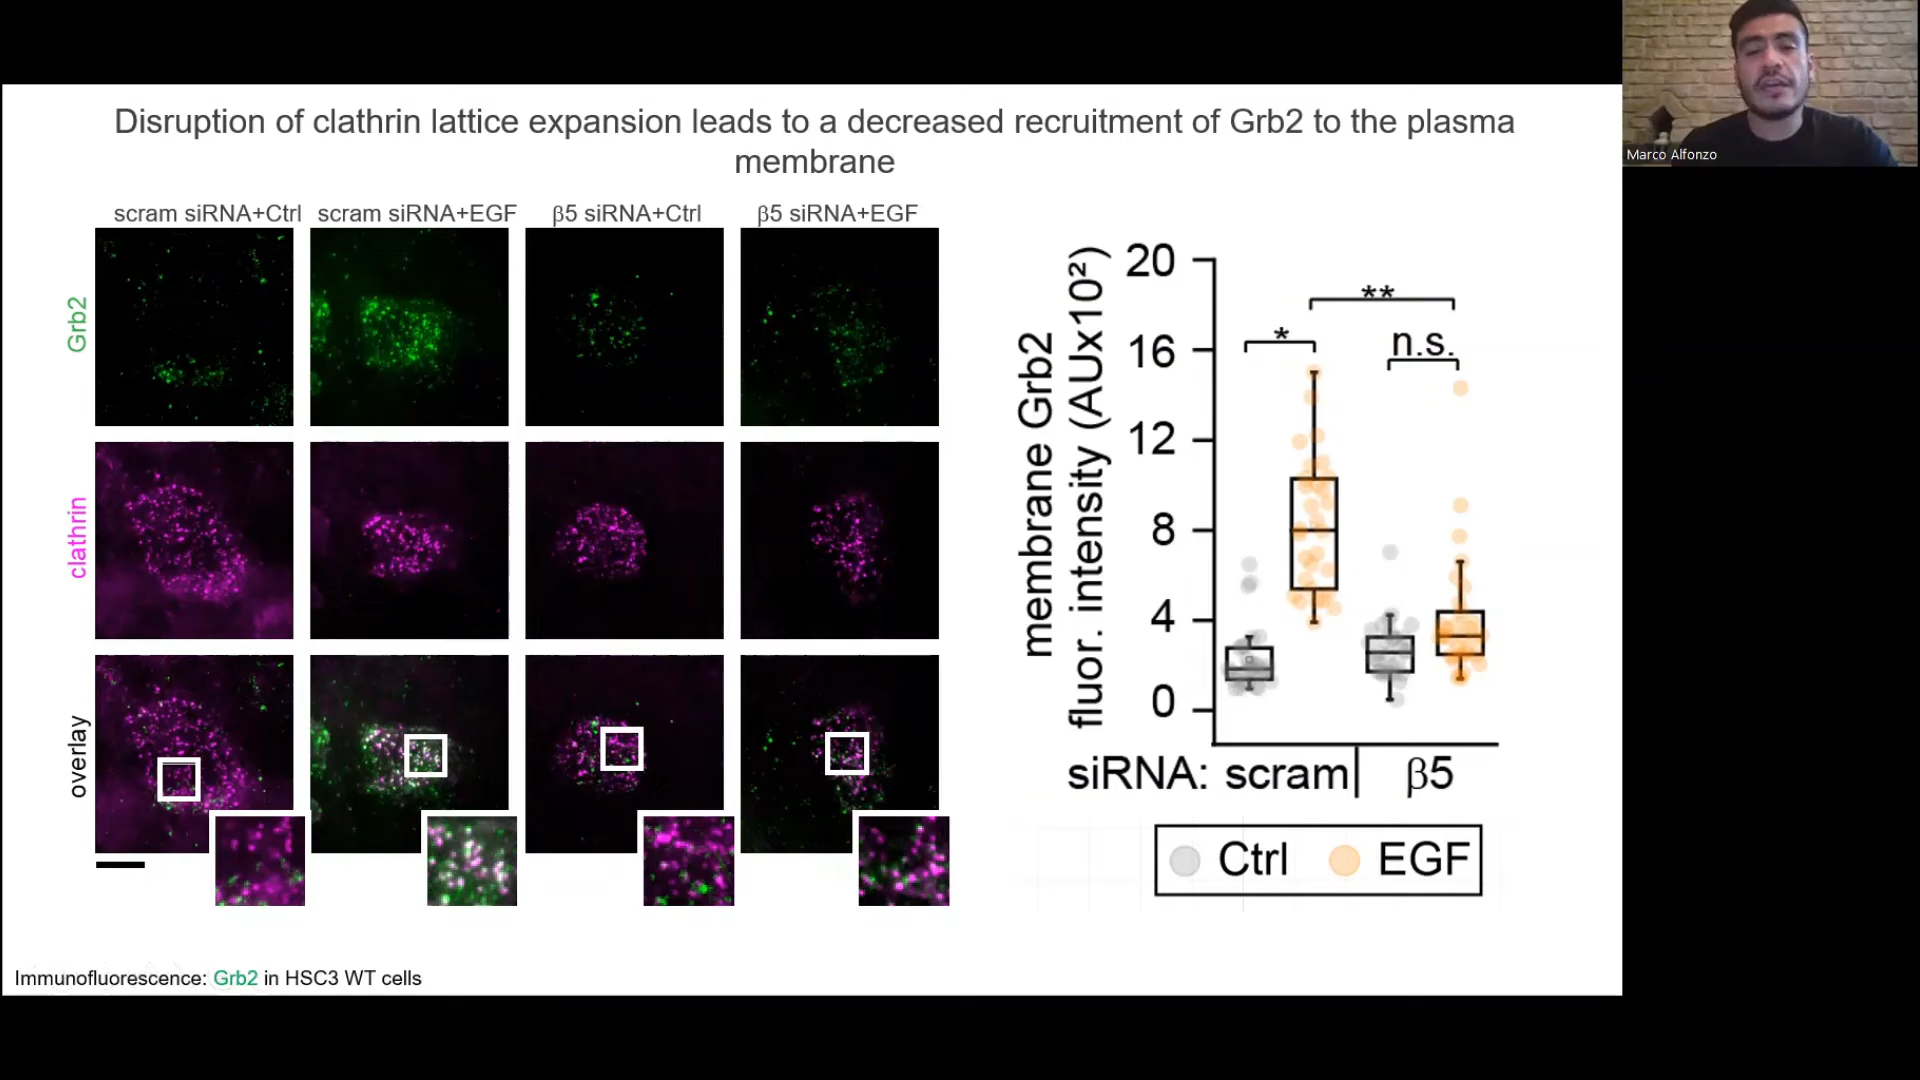 Disruption of clathrin lattice expansion leads to a decreased recruitment of Grb2 to the plasma
membrane
Marco Alfonzo
scram siRNA+Ctrl scram siRNA+EGF β5 siRNA+Ctrl β5 siRNA+EGF
Grb2
clathrin
overlay
membrane Grb2
fluor. intensity (AUx10²)
20
16
12
8
4
0
*
**
n.s.
siRNA: scram| β5
Ctrl EGF
Immunofluorescence: Grb2 in HSC3 WT cells